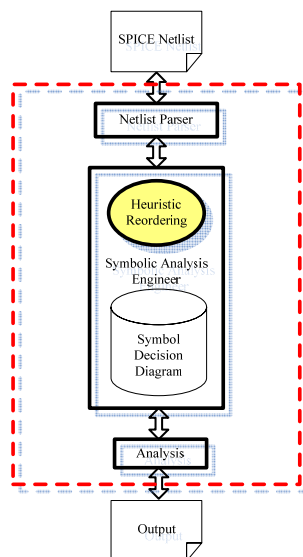 SPICE Netlist
Netlist Parser
Heuristic
Reordering
Symbolic Analysis
Engineer
Symbol
Decision
Diagram
Analysis
Output